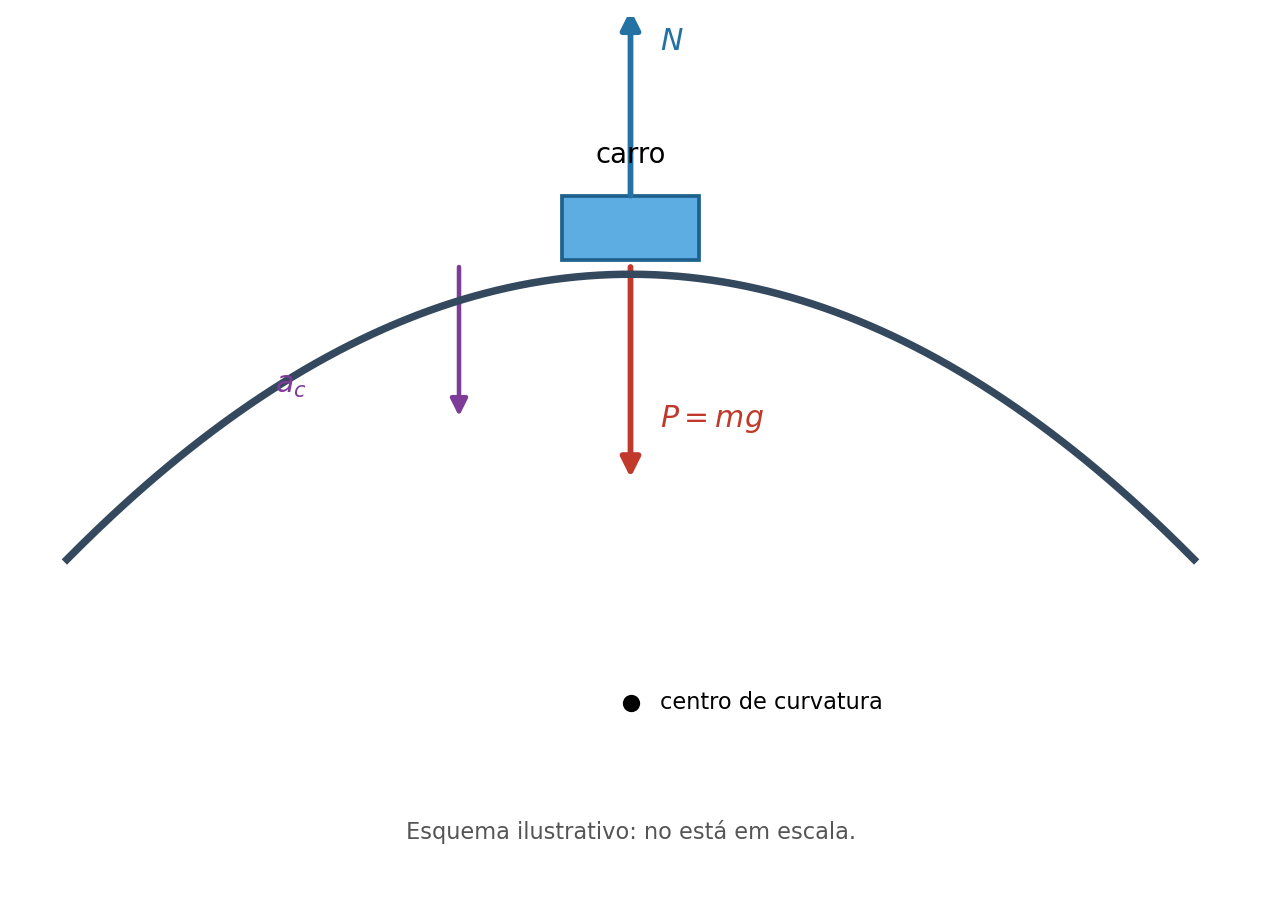 N
carro
a_c
P = mg
centro de curvatura
Esquema ilustrativo: no está em escala.